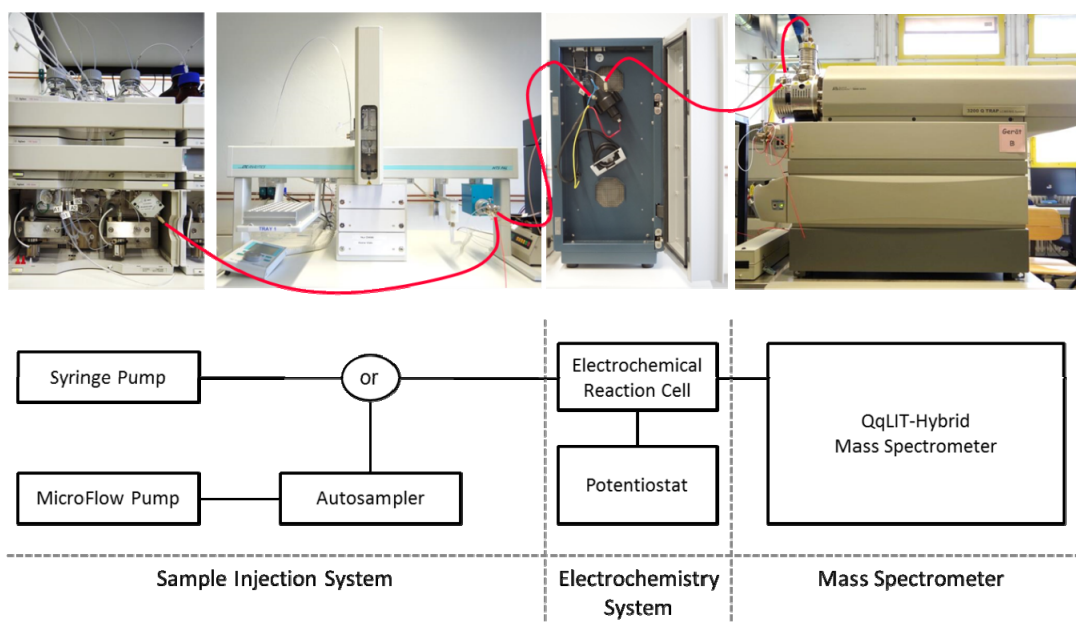 TRAY 1
Gerät
B
Syringe Pump
or
Electrochemical
Reaction Cell
QqLIT-Hybrid
Mass Spectrometer
MicroFlow Pump
Autosampler
Potentiostat
Sample Injection System
Electrochemistry
System
Mass Spectrometer